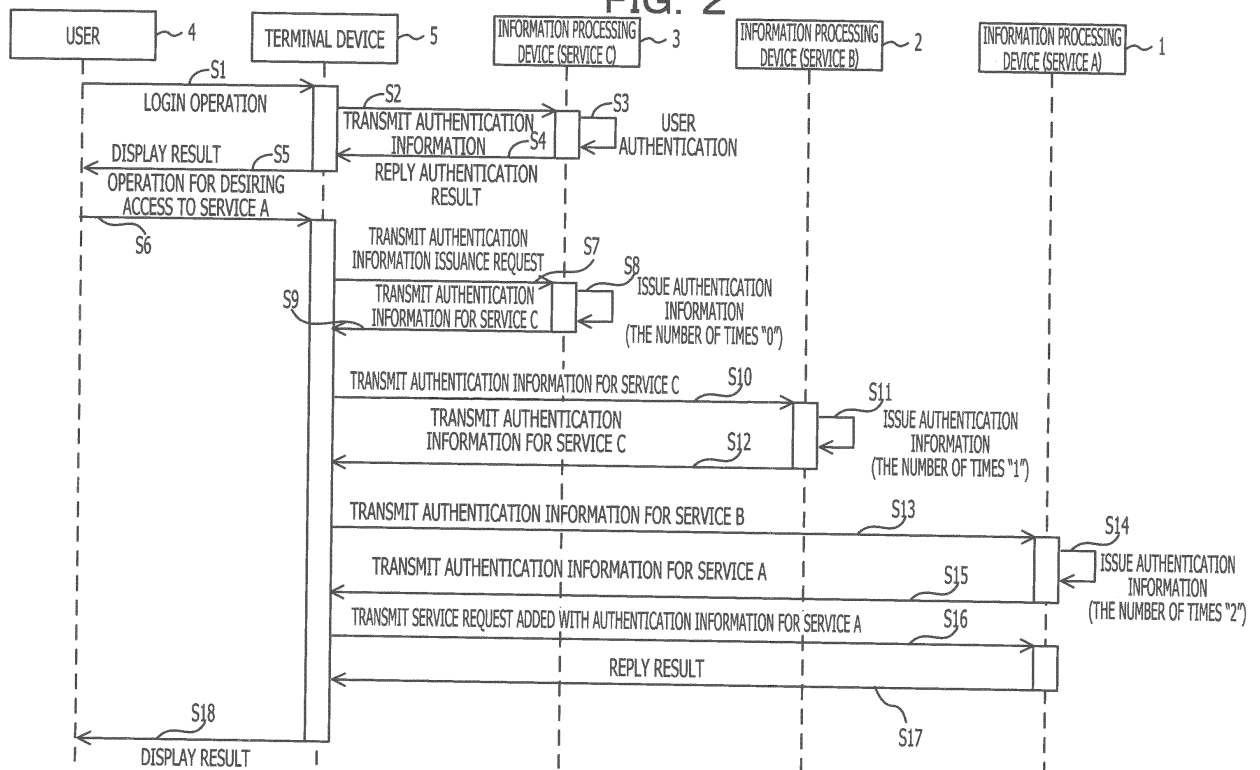 FIG. 2
USER
4
TERMINAL DEVICE
5
INFORMATION PROCESSING
DEVICE (SERVICE C)
3
INFORMATION PROCESSING
DEVICE (SERVICE B)
2
INFORMATION PROCESSING
DEVICE (SERVICE A)
1
S1
LOGIN OPERATION
S2
TRANSMIT AUTHENTICATION
INFORMATION
S3
USER
AUTHENTICATION
S4
REPLY AUTHENTICATION
RESULT
DISPLAY RESULT
S5
OPERATION FOR DESIRING
ACCESS TO SERVICE A
S6
TRANSMIT AUTHENTICATION
INFORMATION ISSUANCE REQUEST
S7
S8
ISSUE AUTHENTICATION
INFORMATION
(THE NUMBER OF TIMES "0")
S9
TRANSMIT AUTHENTICATION
INFORMATION FOR SERVICE C
TRANSMIT AUTHENTICATION INFORMATION FOR SERVICE C
S10
S11
ISSUE AUTHENTICATION
INFORMATION
(THE NUMBER OF TIMES "1")
TRANSMIT AUTHENTICATION
INFORMATION FOR SERVICE C
S12
TRANSMIT AUTHENTICATION INFORMATION FOR SERVICE B
S13
S14
ISSUE AUTHENTICATION
INFORMATION
(THE NUMBER OF TIMES "2")
TRANSMIT AUTHENTICATION INFORMATION FOR SERVICE A
S15
TRANSMIT SERVICE REQUEST ADDED WITH AUTHENTICATION INFORMATION FOR SERVICE A
S16
REPLY RESULT
S17
S18
DISPLAY RESULT